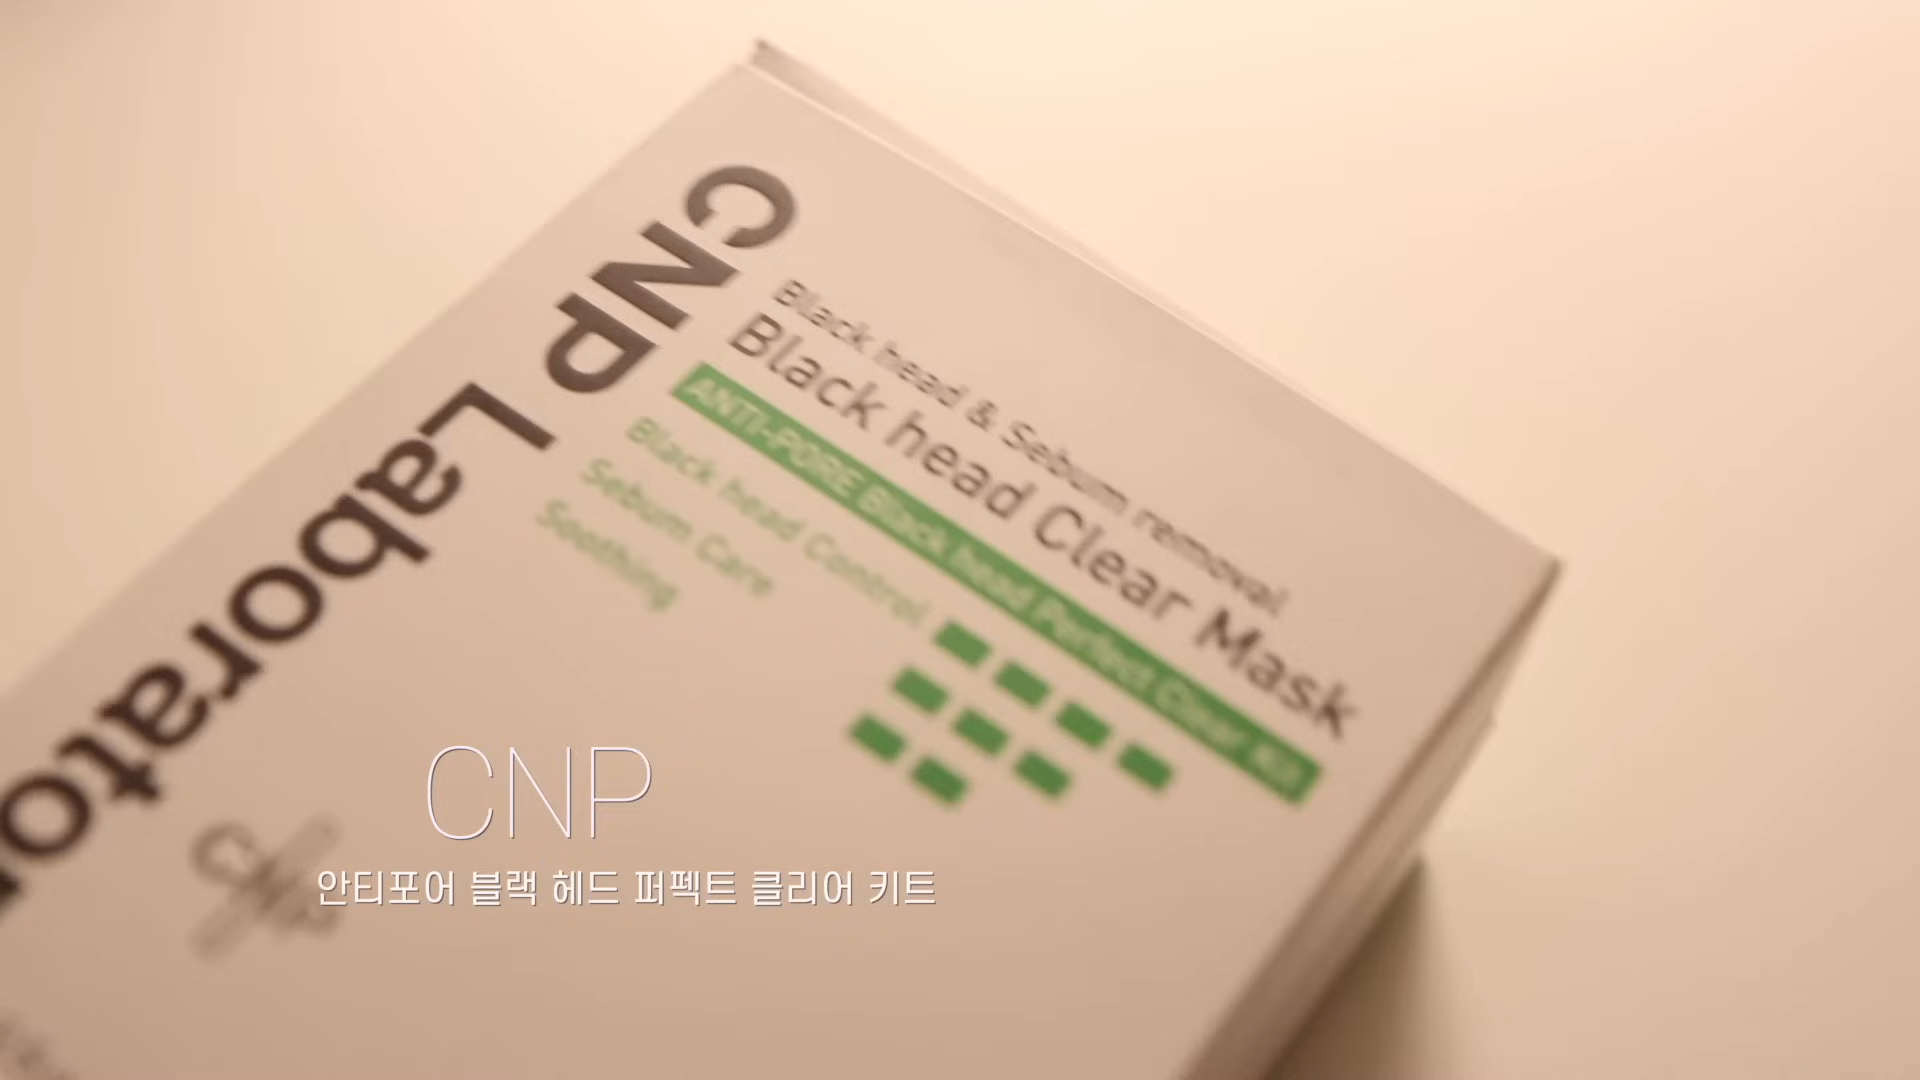 CNP Laborato
Black head & Sebum removal
Black head Clear Mask
ANTI-PORE Black head Perfect Clear Kit
Black head Control
Sebum Care
Soothing
CNP
CNP
안티포어 블랙 헤드 퍼펙트 클리어 키트